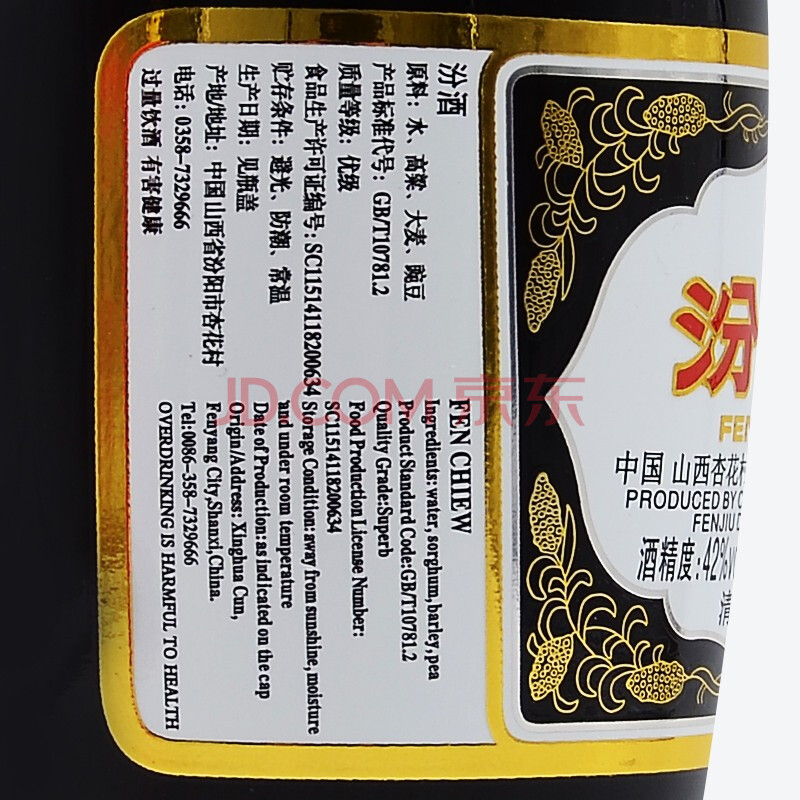 汾酒
原料：水、高粱、大麦、豌豆
产品标准代号：GB/T10781.2
质量等级：优级
食品生产许可证编号：SC11514118200634
贮存条件：避光、防潮、常温
生产日期：见瓶盖
产地/地址：中国山西省汾阳市杏花村
电话：0358-7329666
过量饮酒 有害健康
FEN CHIEW
Ingredients:water, sorghum,barley,pea
Product Standard Code:GB/T10781.2
Quality Grade:Superb
Food Production License Number:
SC11514118200634
Storage Condition:away from sunshine, moisture
and under room temperature
Date of Production:as indicated on the cap
Origin/Address: Xinghua Cun,
Fenyang City,Shanxi,China.
Tel:0086-358-7329666
OVERDRINKING IS HARMFUL TO HEALTH
汾
FEN
中国 山西杏花村
PRODUCED BY
FENJIU
酒精度:42%vo
清
JD.COM 京东